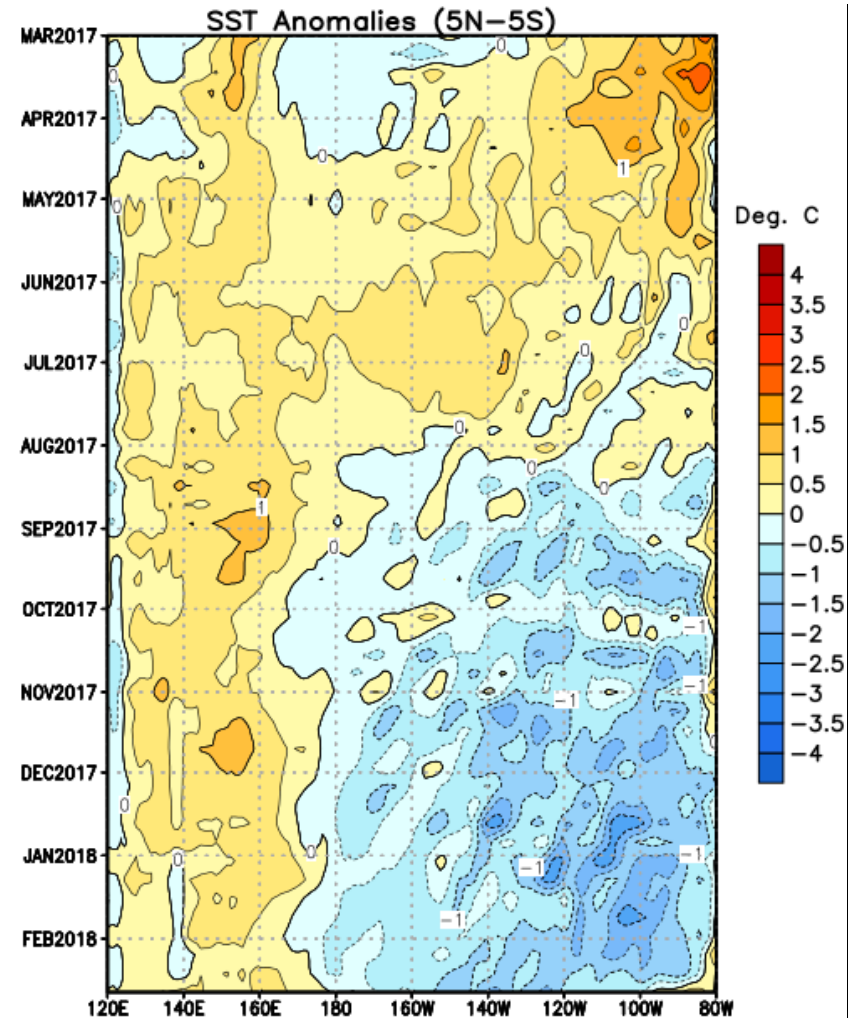 SST Anomalies (5N–5S)
MAR2017
APR2017
MAY2017
JUN2017
JUL2017
AUG2017
SEP2017
OCT2017
NOV2017
DEC2017
JAN2018
FEB2018
120E 140E 160E 180 160W 140W 120W 100W 80W
0
0
0
1
0
0
0
0
0
0
1
0
−1
−1
−1
0
0
0
−1
−1
−1
Deg. C
4
3.5
3
2.5
2
1.5
1
0.5
0
−0.5
−1
−1.5
−2
−2.5
−3
−3.5
−4